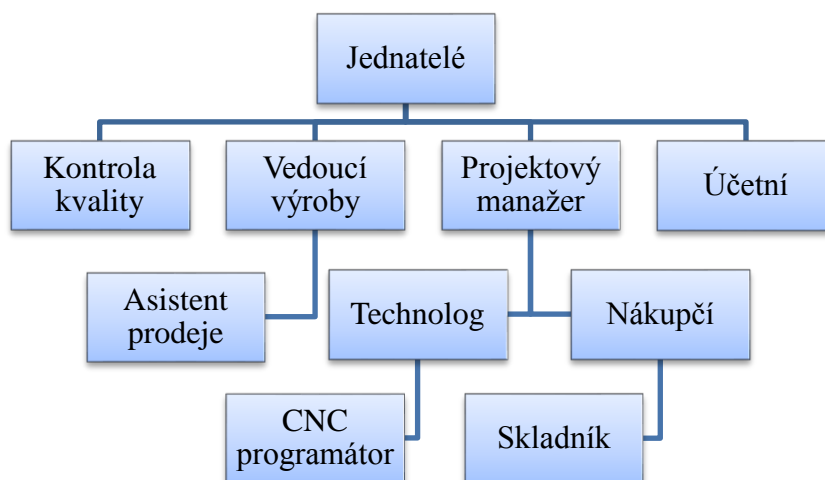 Jednatelé
Kontrola
kvality
Vedoucí
výroby
Projektový
manažer
Účetní
Asistent
prodeje
Technolog
Nákupčí
CNC
programátor
Skladník